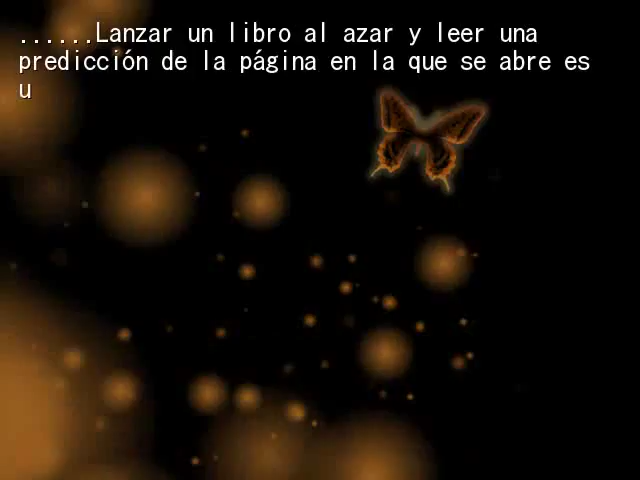 ......Lanzar un libro al azar y leer una
predicción de la página en la que se abre es
u